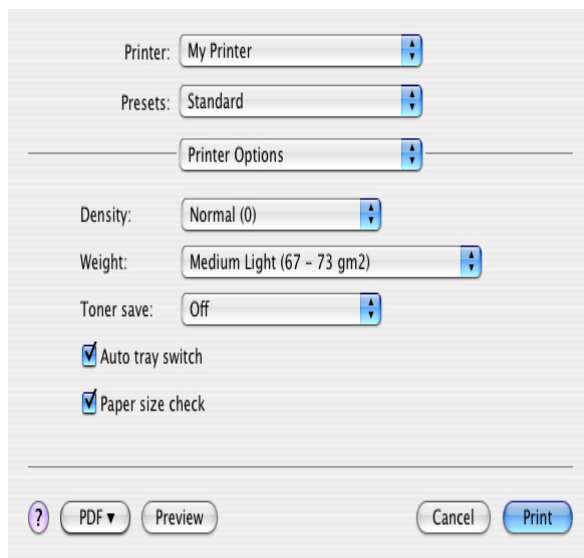 Printer: My Printer
Presets: Standard
Printer Options
Density: Normal (0)
Weight: Medium Light (67 – 73 gm2)
Toner save: Off
Auto tray switch
Paper size check
? PDF ▾ Preview Cancel Print